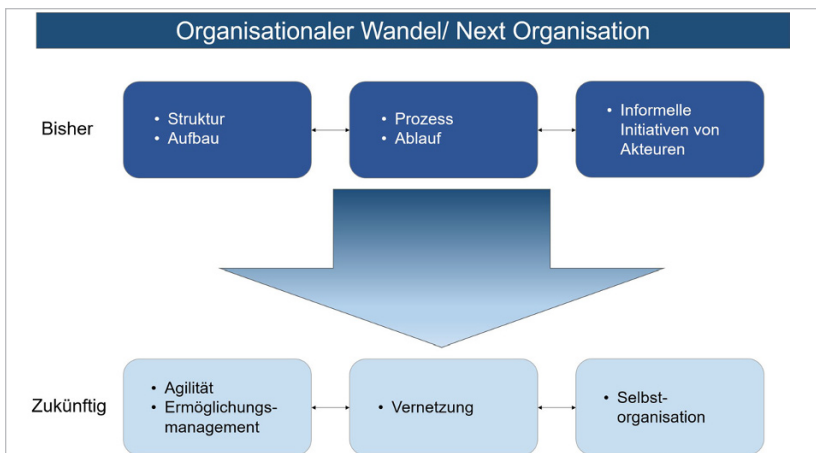 Organisationaler Wandel/ Next Organisation
Bisher
• Struktur
• Aufbau
• Prozess
• Ablauf
• Informelle
Initiativen von
Akteuren
Zukünftig
• Agilität
• Ermöglichungs-
management
• Vernetzung
• Selbst-
organisation